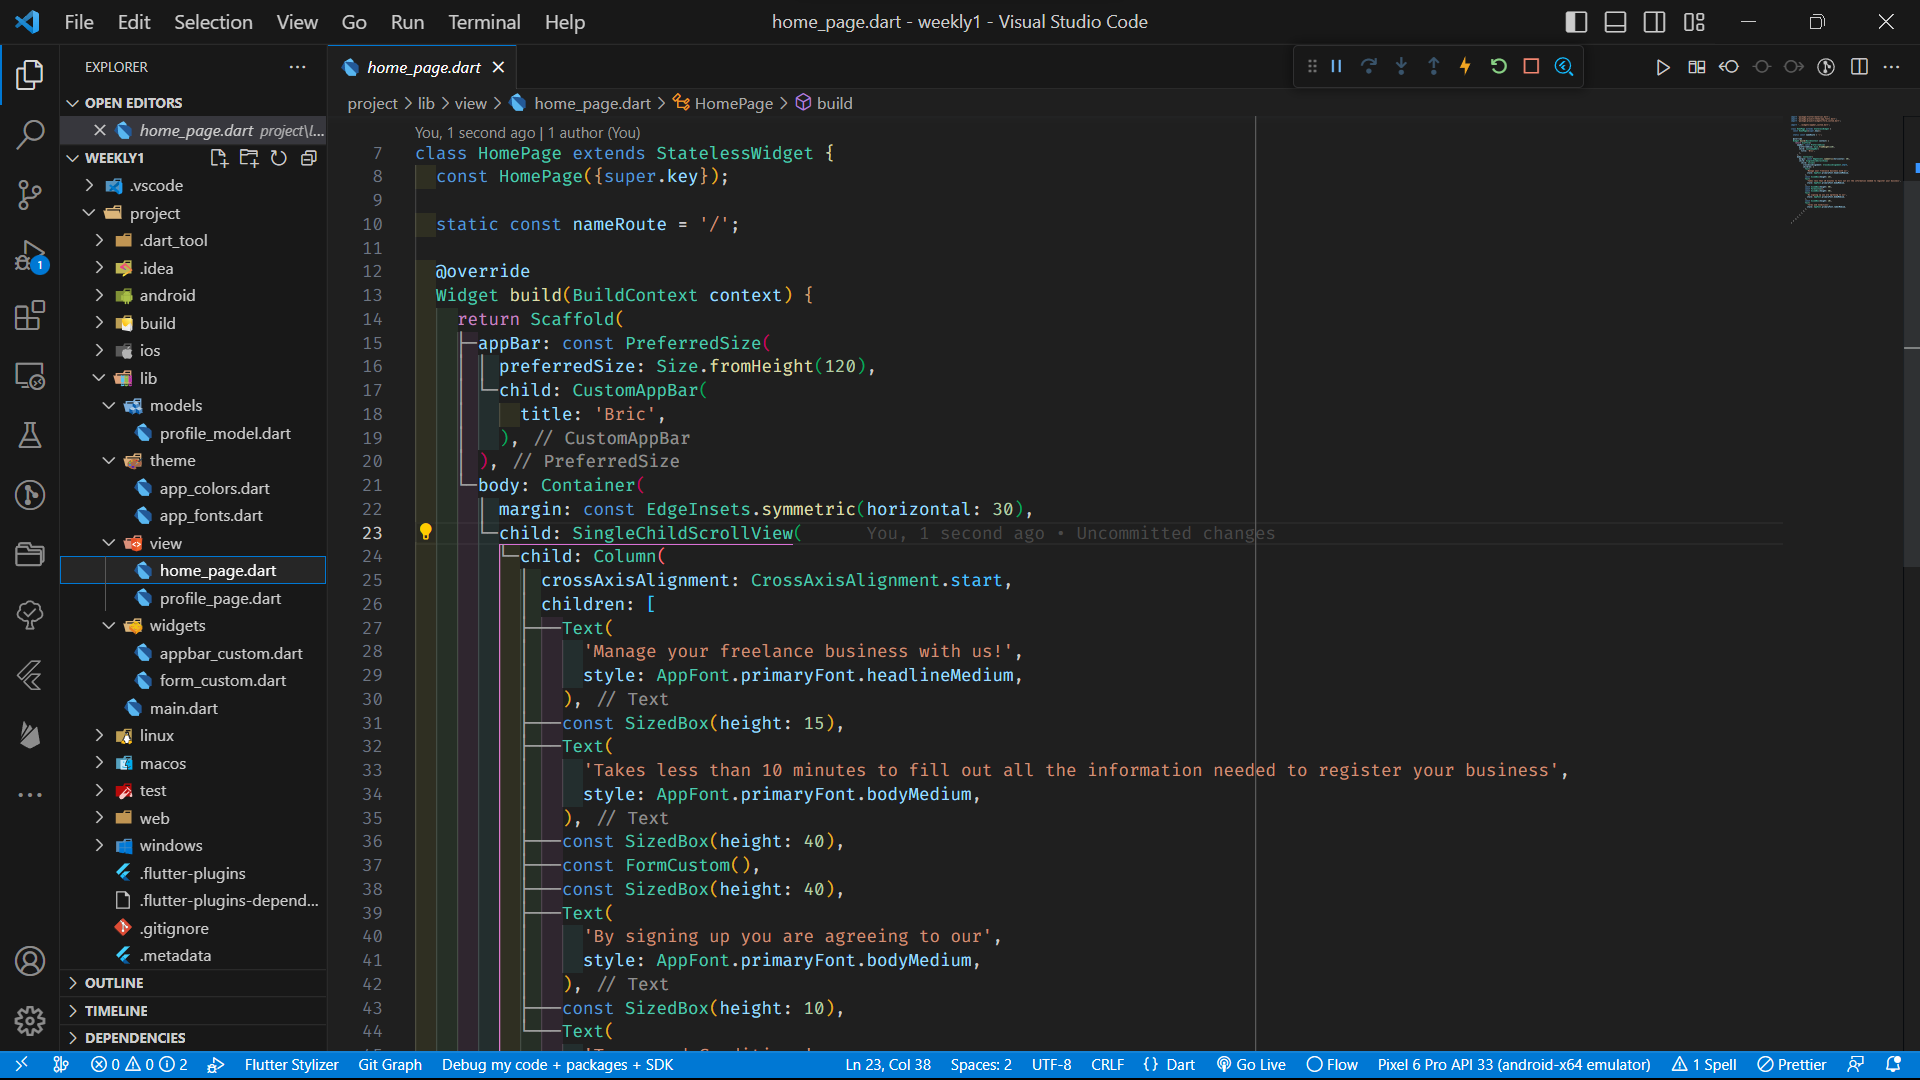 File Edit Selection View Go Run Terminal Help
home_page.dart - weekly1 - Visual Studio Code
EXPLORER
OPEN EDITORS
home_page.dart project\l...
WEEKLY1
.vscode
project
.dart_tool
.idea
android
build
ios
lib
models
profile_model.dart
theme
app_colors.dart
app_fonts.dart
view
home_page.dart
profile_page.dart
widgets
appbar_custom.dart
form_custom.dart
main.dart
linux
macos
test
web
windows
.flutter-plugins
.flutter-plugins-depend...
.gitignore
.metadata
OUTLINE
TIMELINE
DEPENDENCIES
1
home_page.dart
project > lib > view > home_page.dart > HomePage > build
You, 1 second ago | 1 author (You)
7 class HomePage extends StatelessWidget {
8 const HomePage({super.key});
9
10 static const nameRoute = '/';
11
12 @override
13 Widget build(BuildContext context) {
14 return Scaffold(
15 appBar: const PreferredSize(
16 preferredSize: Size.fromHeight(120),
17 child: CustomAppBar(
18 title: 'Bric',
19 ), // CustomAppBar
20 ), // PreferredSize
21 body: Container(
22 margin: const EdgeInsets.symmetric(horizontal: 30),
23 child: SingleChildScrollView( You, 1 second ago • Uncommitted changes
24 child: Column(
25 crossAxisAlignment: CrossAxisAlignment.start,
26 children: [
27 Text(
28 'Manage your freelance business with us!',
29 style: AppFont.primaryFont.headlineMedium,
30 ), // Text
31 const SizedBox(height: 15),
32 Text(
33 'Takes less than 10 minutes to fill out all the information needed to register your business',
34 style: AppFont.primaryFont.bodyMedium,
35 ), // Text
36 const SizedBox(height: 40),
37 const FormCustom(),
38 const SizedBox(height: 40),
39 Text(
40 'By signing up you are agreeing to our',
41 style: AppFont.primaryFont.bodyMedium,
42 ), // Text
43 const SizedBox(height: 10),
44 Text(
0 0 2 Flutter Stylizer Git Graph Debug my code + packages + SDK Ln 23, Col 38 Spaces: 2 UTF-8 CRLF {} Dart Go Live Flow Pixel 6 Pro API 33 (android-x64 emulator) 1 Spell Prettier